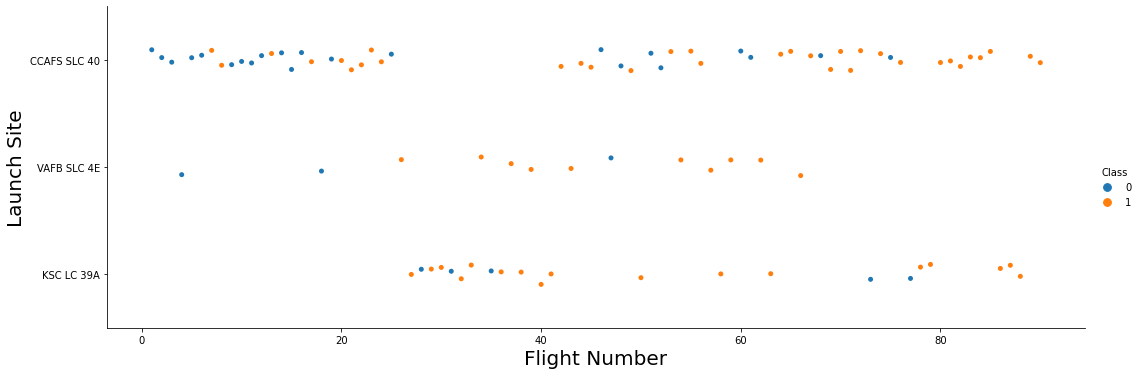 CCAFS SLC 40
VAFB SLC 4E
KSC LC 39A
Launch Site
0 20 40 60 80
Flight Number
Class
0
1